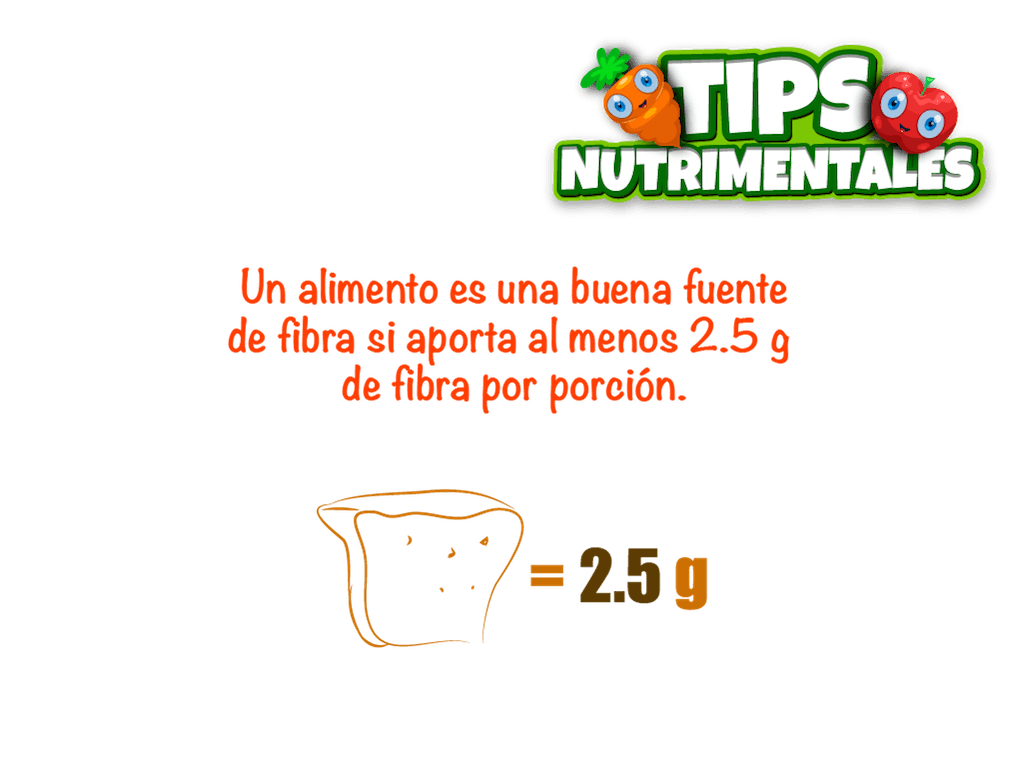 TIPS
NUTRIMENTALES
Un alimento es una buena fuente
de fibra si aporta al menos 2.5 g
de fibra por porción.
= 2.5 g